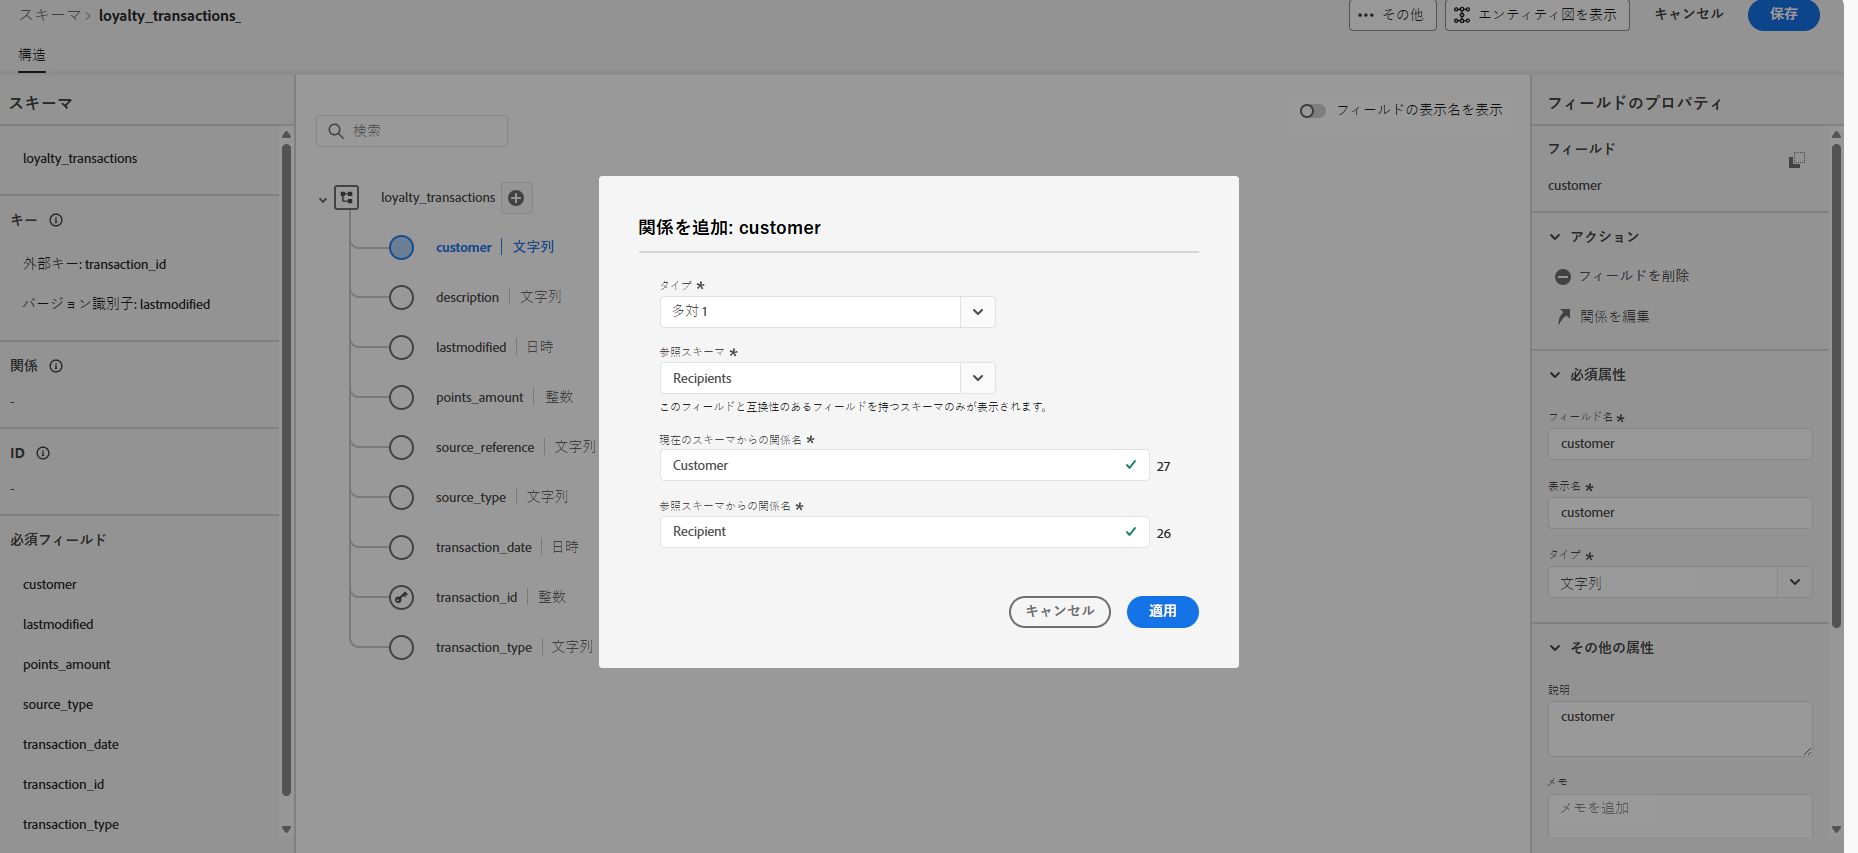 スキーマ › loyalty_transactions_
••• その他
エンティティ図を表示
キャンセル
保存
構造
スキーマ
loyalty_transactions
キー
外部キー: transaction_id
バージョン識別子: lastmodified
関係
-
ID
-
必須フィールド
customer
lastmodified
points_amount
source_type
transaction_date
transaction_id
transaction_type
検索
フィールドの表示名を表示
loyalty_transactions
customer | 文字列
description | 文字列
lastmodified | 日時
points_amount | 整数
source_reference | 文字列
source_type | 文字列
transaction_date | 日時
transaction_id | 整数
transaction_type | 文字列
関係を追加: customer
タイプ *
多対 1
参照スキーマ *
Recipients
このフィールドと互換性のあるフィールドを持つスキーマのみが表示されます。
現在のスキーマからの関係名 *
Customer 27
参照スキーマからの関係名 *
Recipient 26
キャンセル
適用
フィールドのプロパティ
フィールド
customer
アクション
フィールドを削除
関係を編集
必須属性
フィールド名 *
customer
表示名 *
customer
タイプ *
文字列
その他の属性
説明
customer
メモ
メモを追加